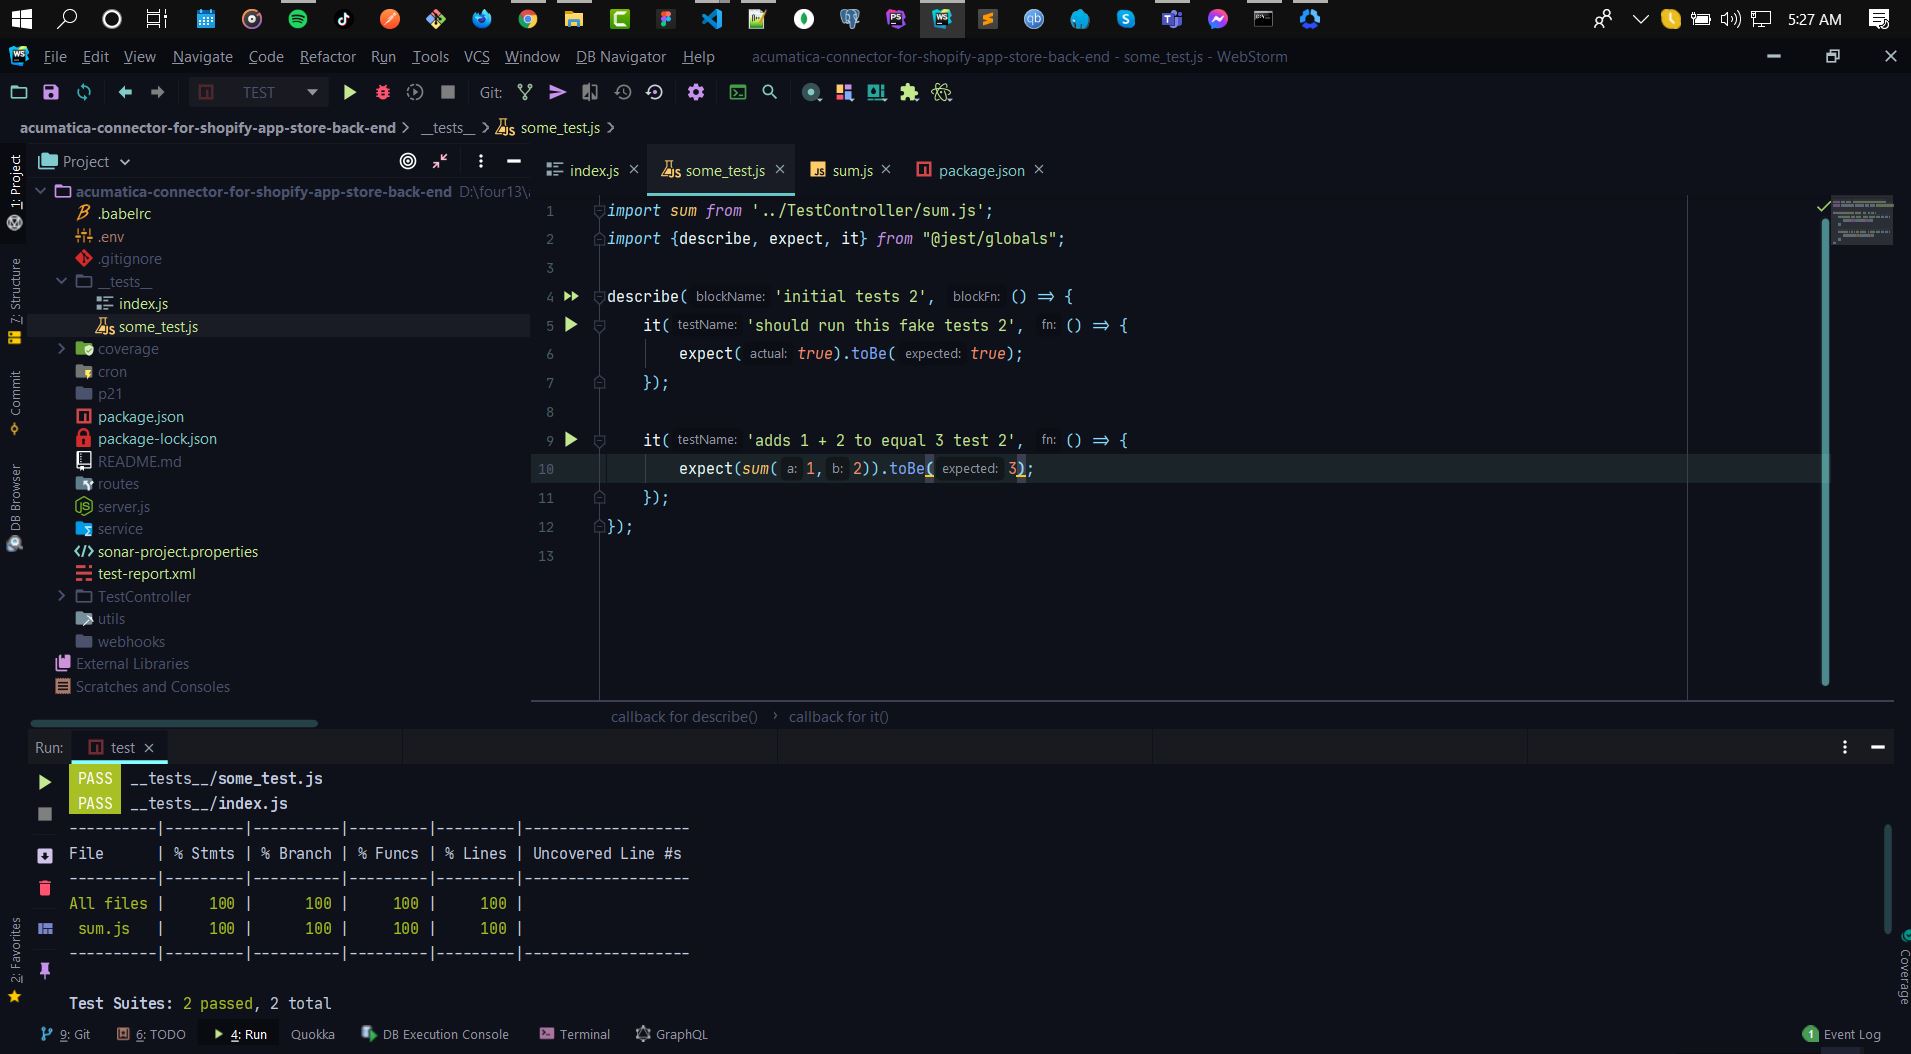 5:27 AM
File Edit View Navigate Code Refactor Run Tools VCS Window DB Navigator Help acumatica-connector-for-shopify-app-store-back-end - some_test.js - WebStorm
TEST Git:
acumatica-connector-for-shopify-app-store-back-end __tests__ some_test.js
Project
index.js some_test.js sum.js package.json
1: Project
7: Structure
Commit
DB Browser
2: Favorites
acumatica-connector-for-shopify-app-store-back-end D:\four13\
.babelrc
.env
.gitignore
__tests__
index.js
some_test.js
coverage
cron
p21
package.json
package-lock.json
README.md
routes
server.js
service
sonar-project.properties
test-report.xml
TestController
utils
webhooks
External Libraries
Scratches and Consoles
1 import sum from '../TestController/sum.js';
2 import {describe, expect, it} from "@jest/globals";
3
4 describe( blockName: 'initial tests 2', blockFn: () => {
5 it( testName: 'should run this fake tests 2', fn: () => {
6 expect( actual: true).toBe( expected: true);
7 });
8
9 it( testName: 'adds 1 + 2 to equal 3 test 2', fn: () => {
10 expect(sum( a: 1, b: 2)).toBe( expected: 3);
11 });
12 });
13
callback for describe() › callback for it()
Run: test
PASS __tests__/some_test.js
PASS __tests__/index.js
----------|---------|----------|---------|---------|-------------------
File | % Stmts | % Branch | % Funcs | % Lines | Uncovered Line #s
----------|---------|----------|---------|---------|-------------------
All files | 100 | 100 | 100 | 100 |
sum.js | 100 | 100 | 100 | 100 |
----------|---------|----------|---------|---------|-------------------
Test Suites: 2 passed, 2 total
Coverage
9: Git 6: TODO 4: Run Quokka DB Execution Console Terminal GraphQL 1 Event Log